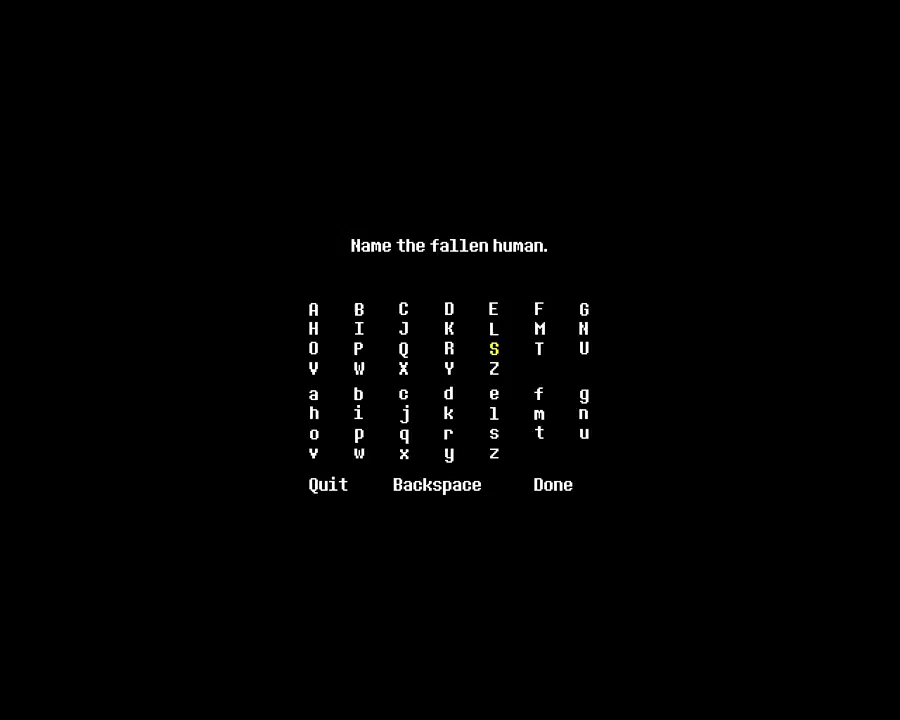 Name the fallen human.
A B C D E F G
H I J K L M N
O P Q R S T U
V W X Y Z
a b c d e f g
h i j k l m n
o p q r s t u
v w x y z
Quit Backspace Done